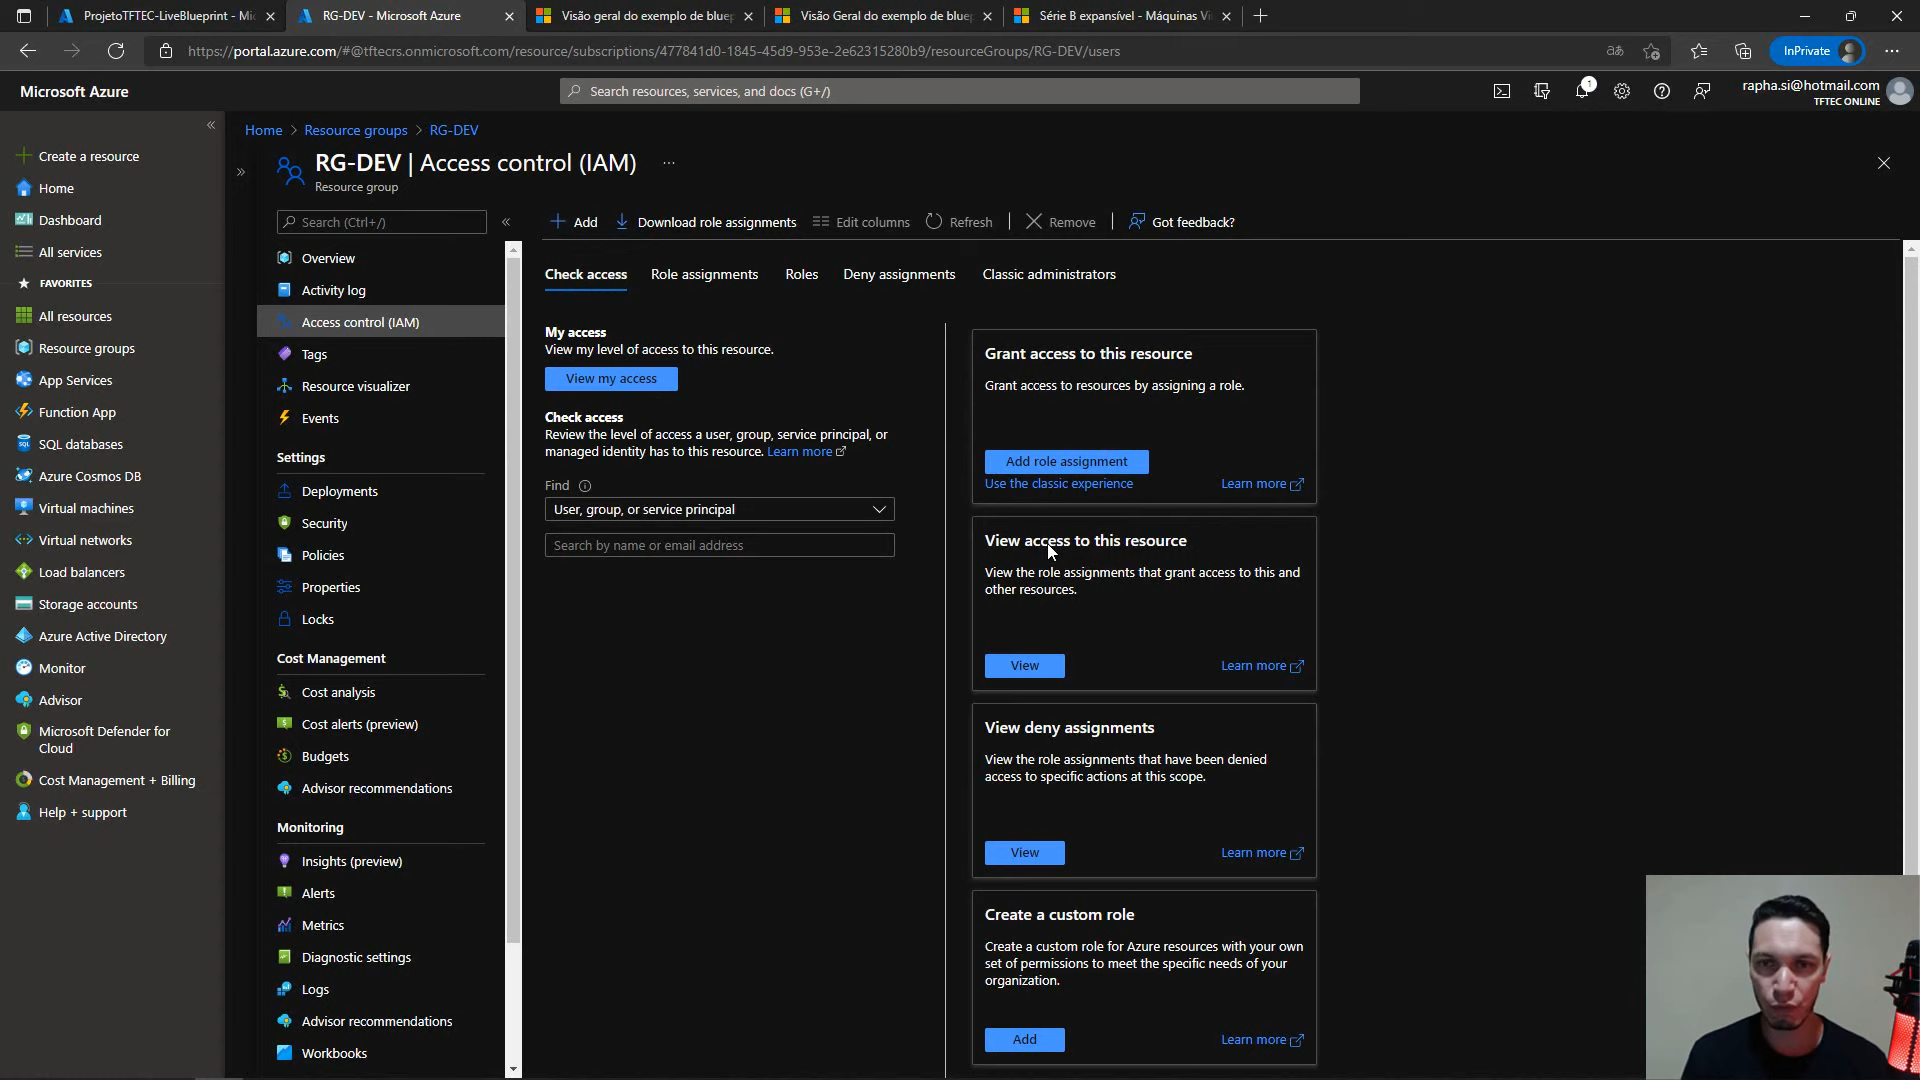 ProjetoTFTEC-LiveBlueprint - Mi
RG-DEV - Microsoft Azure
Visão geral do exemplo de bluep
Visão Geral do exemplo de bluep
Série B expansível - Máquinas Vi
https://portal.azure.com/#@tftecrs.onmicrosoft.com/resource/subscriptions/477841d0-1845-45d9-953e-2e62315280b9/resourceGroups/RG-DEV/users
InPrivate
Microsoft Azure
Search resources, services, and docs (G+/)
1
rapha.si@hotmail.com
TFTEC ONLINE
Create a resource
Home
Dashboard
All services
FAVORITES
All resources
Resource groups
App Services
Function App
SQL databases
Azure Cosmos DB
Virtual machines
Virtual networks
Load balancers
Storage accounts
Azure Active Directory
Monitor
Advisor
Microsoft Defender for
Cloud
Cost Management + Billing
Help + support
Home > Resource groups > RG-DEV
RG-DEV | Access control (IAM) ...
Resource group
Search (Ctrl+/)
Overview
Activity log
Access control (IAM)
Tags
Resource visualizer
Events
Settings
Deployments
Security
Policies
Properties
Locks
Cost Management
Cost analysis
Cost alerts (preview)
Budgets
Advisor recommendations
Monitoring
Insights (preview)
Alerts
Metrics
Diagnostic settings
Logs
Advisor recommendations
Workbooks
Add
Download role assignments
Edit columns
Refresh
Remove
Got feedback?
Check access
Role assignments
Roles
Deny assignments
Classic administrators
My access
View my level of access to this resource.
View my access
Check access
Review the level of access a user, group, service principal, or
managed identity has to this resource. Learn more
Find
User, group, or service principal
Search by name or email address
Grant access to this resource
Grant access to resources by assigning a role.
Add role assignment
Use the classic experience
Learn more
View access to this resource
View the role assignments that grant access to this and
other resources.
View
Learn more
View deny assignments
View the role assignments that have been denied
access to specific actions at this scope.
View
Learn more
Create a custom role
Create a custom role for Azure resources with your own
set of permissions to meet the specific needs of your
organization.
Add
Learn more